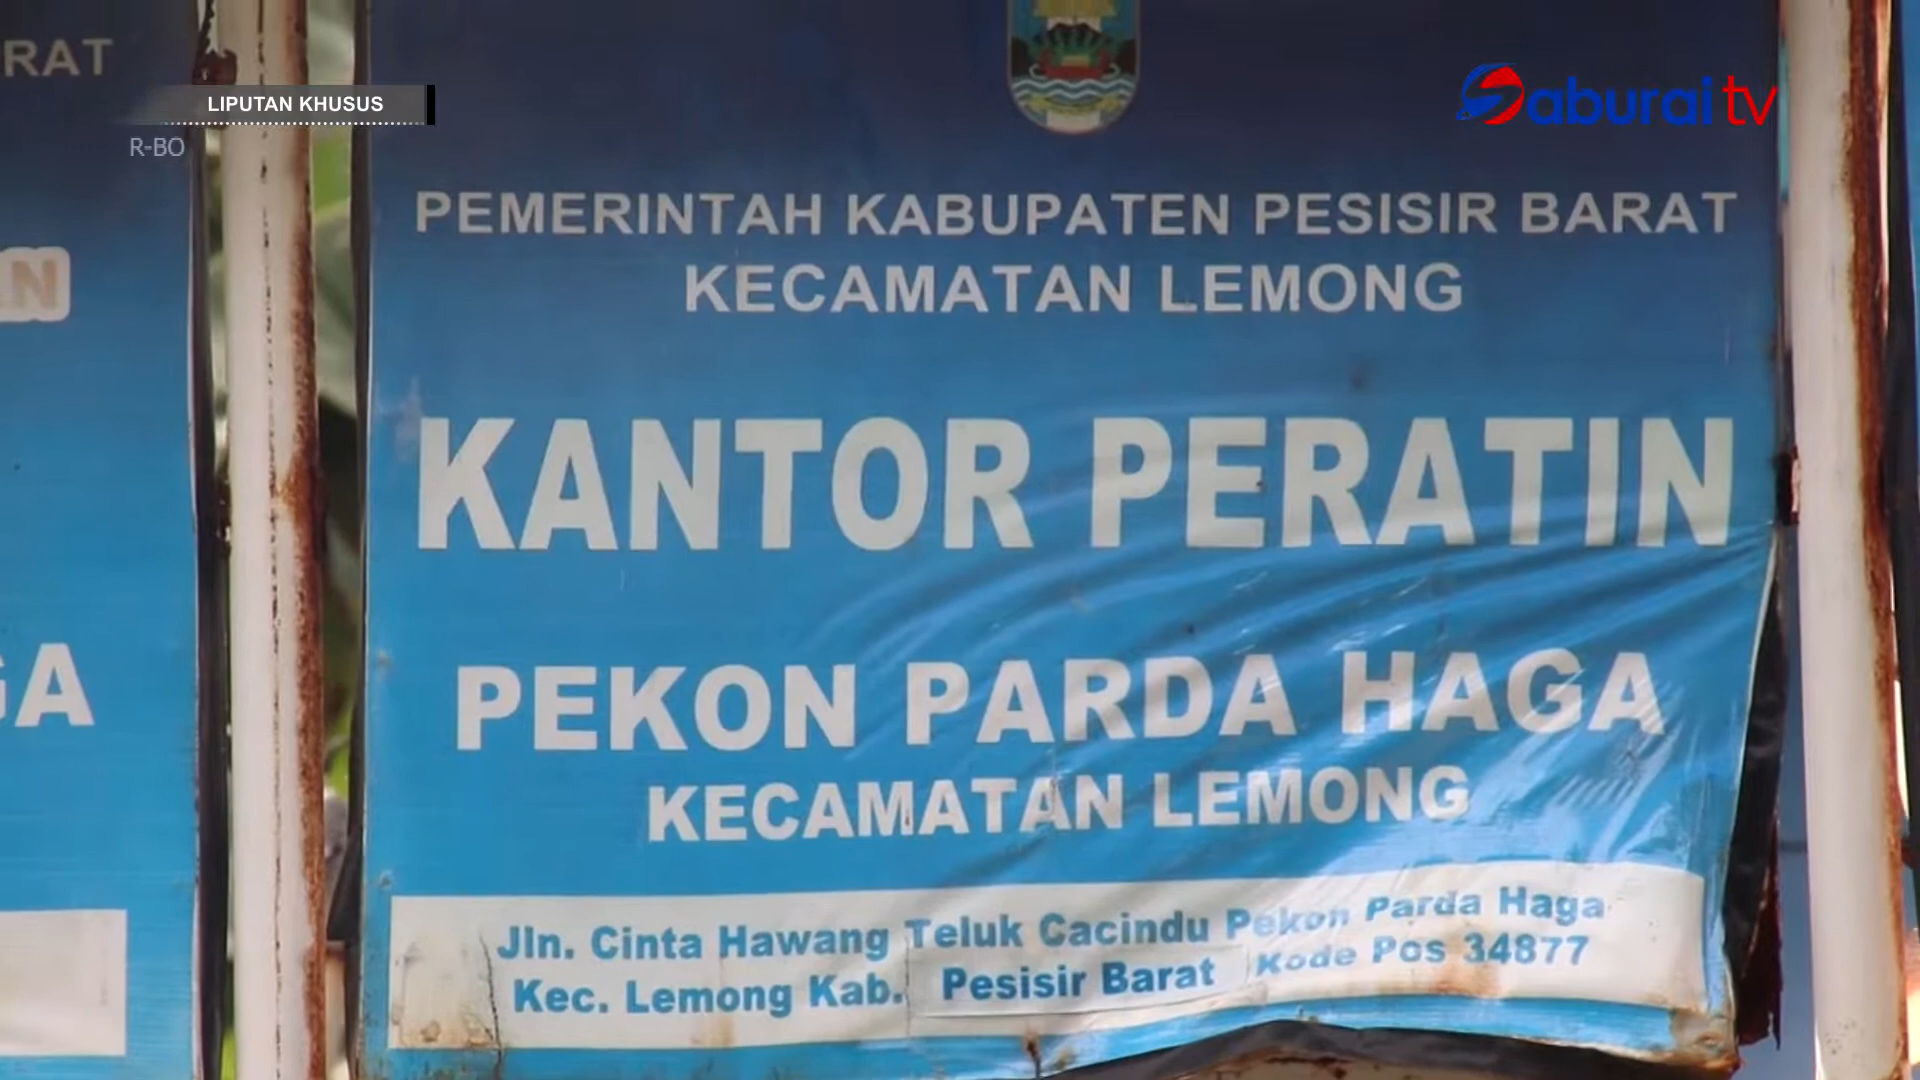 RAT
LIPUTAN KHUSUS
R-BO
Saburai tv
PEMERINTAH KABUPATEN PESISIR BARAT
KECAMATAN LEMONG
KANTOR PERATIN
PEKON PARDA HAGA
KECAMATAN LEMONG
Jln. Cinta Hawang Teluk Cacindu Pekon Parda Haga
Kec. Lemong Kab. Pesisir Barat Kode Pos 34877
N
GA